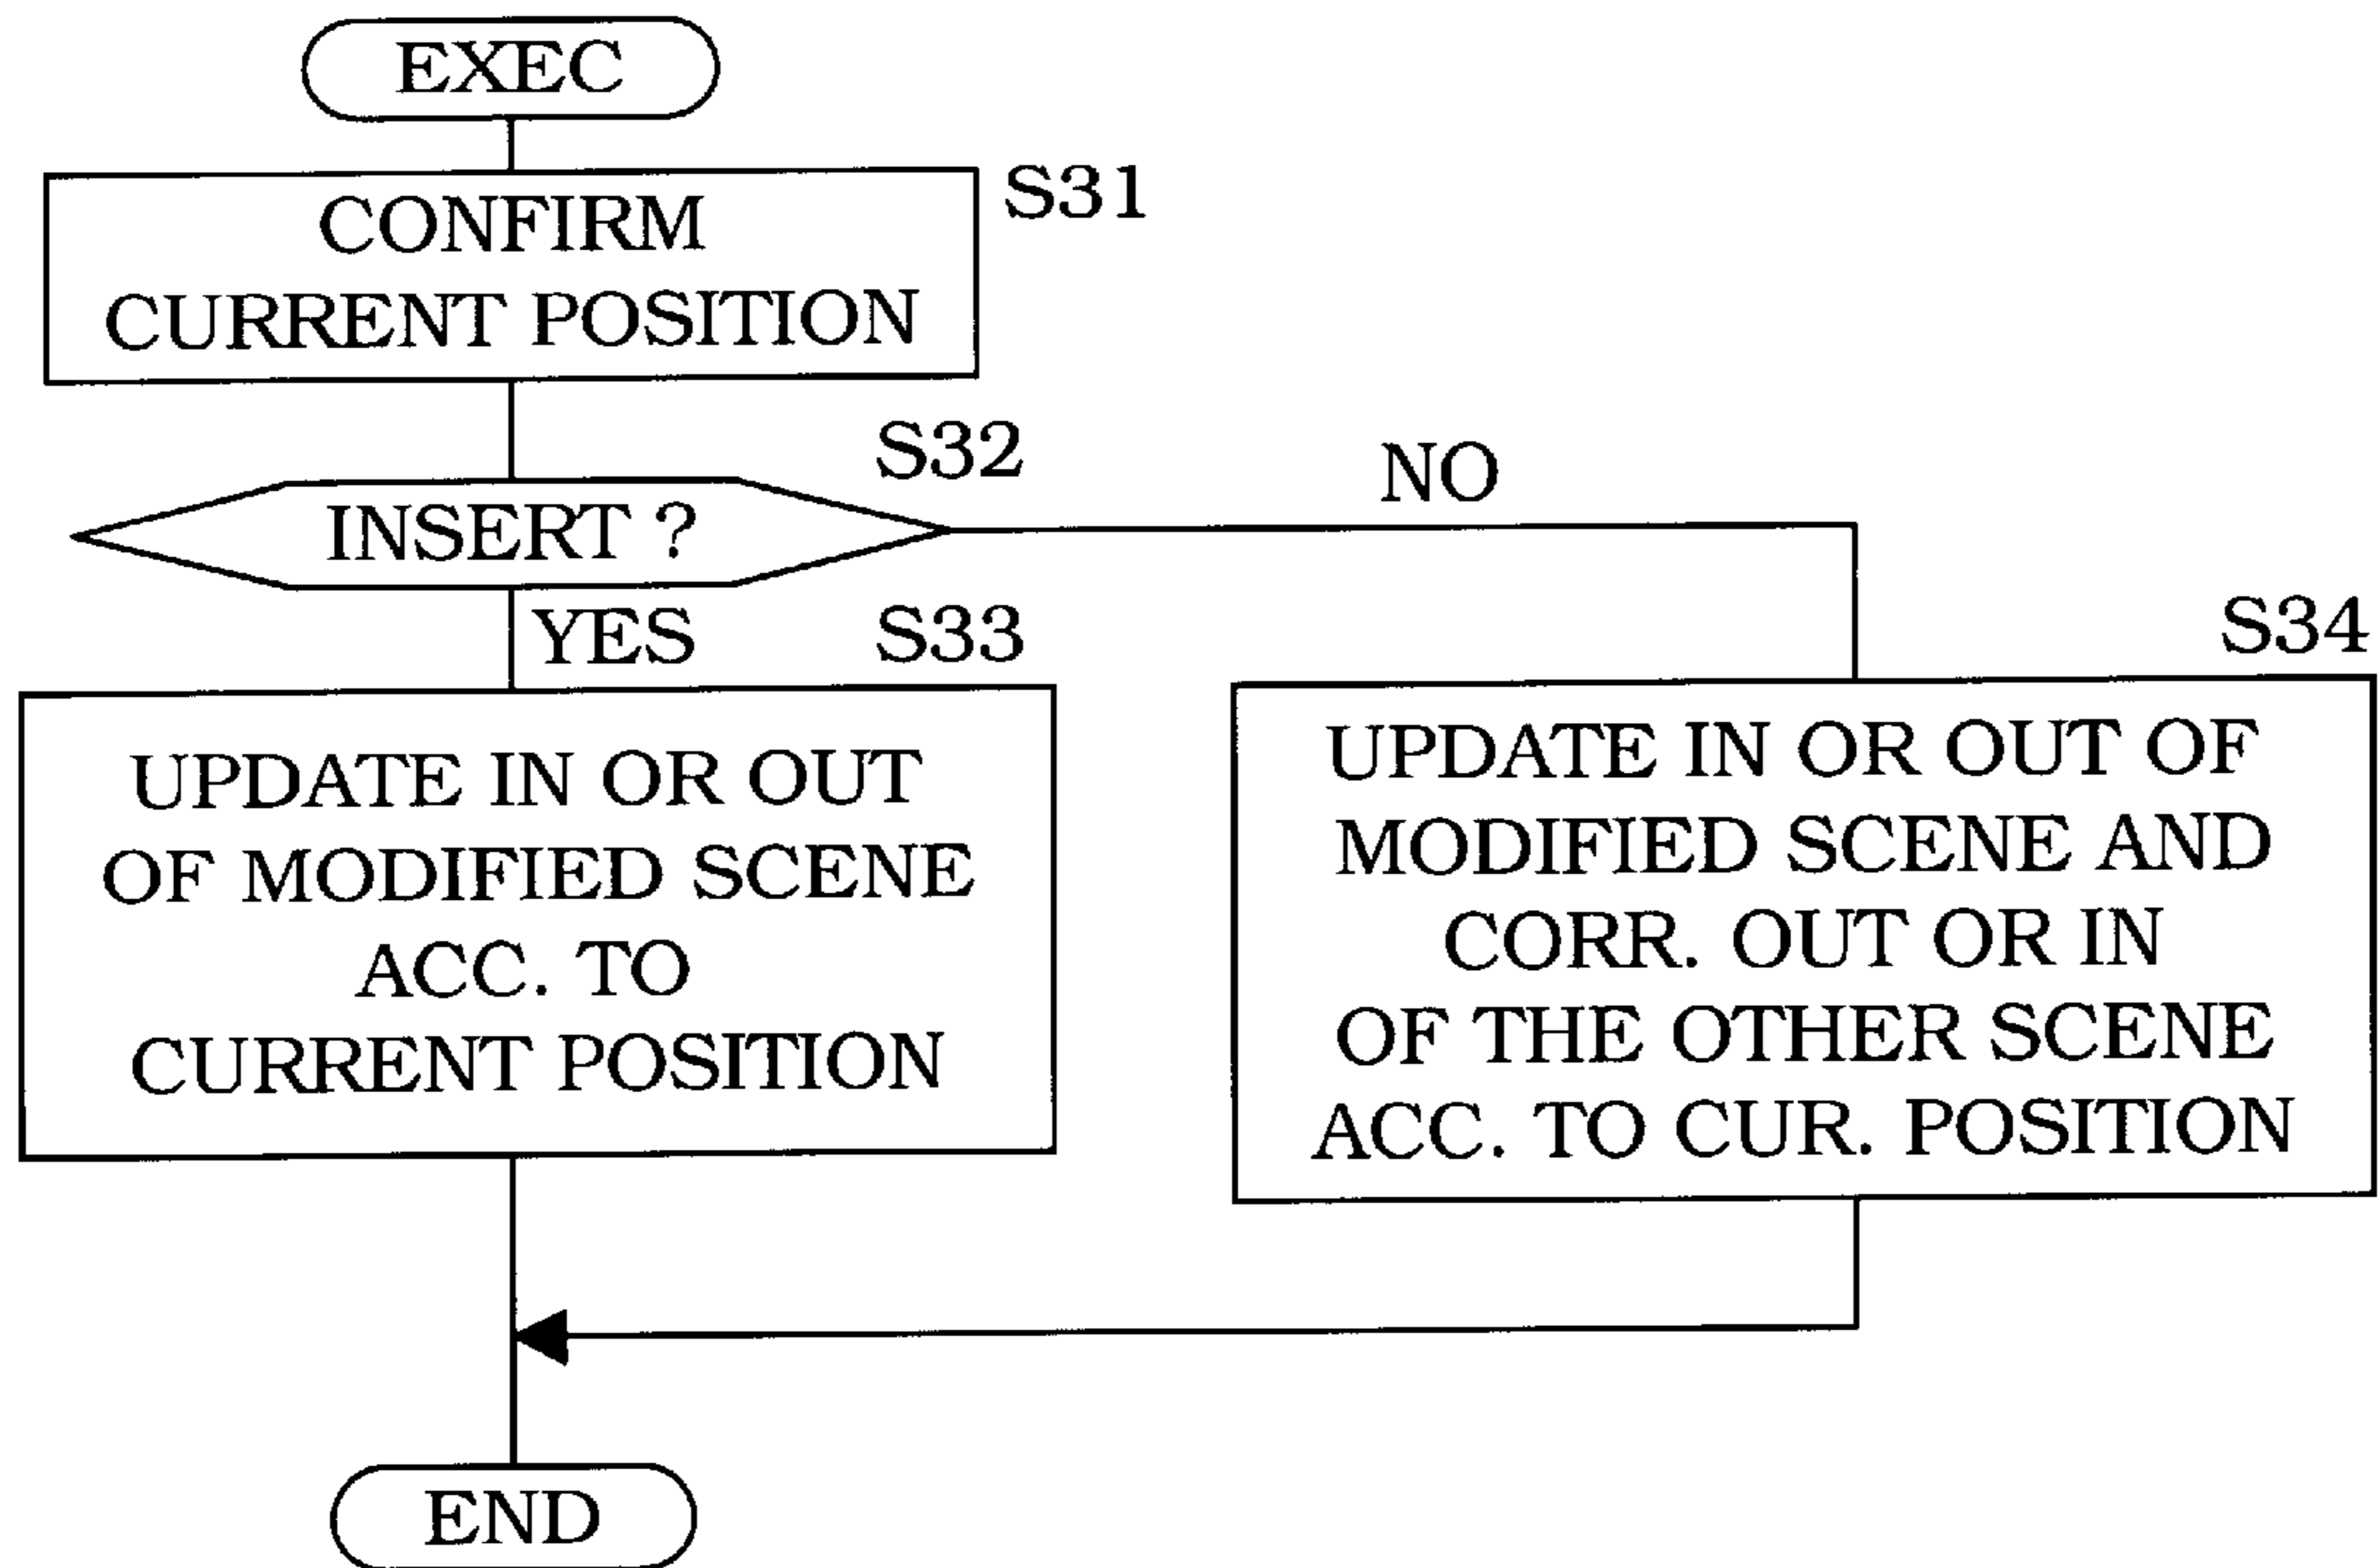 EXEC
CONFIRM
CURRENT POSITION
S31
S32
INSERT ?
NO
YES
S33
UPDATE IN OR OUT
OF MODIFIED SCENE
ACC. TO
CURRENT POSITION
S34
UPDATE IN OR OUT OF
MODIFIED SCENE AND
CORR. OUT OR IN
OF THE OTHER SCENE
ACC. TO CUR. POSITION
END